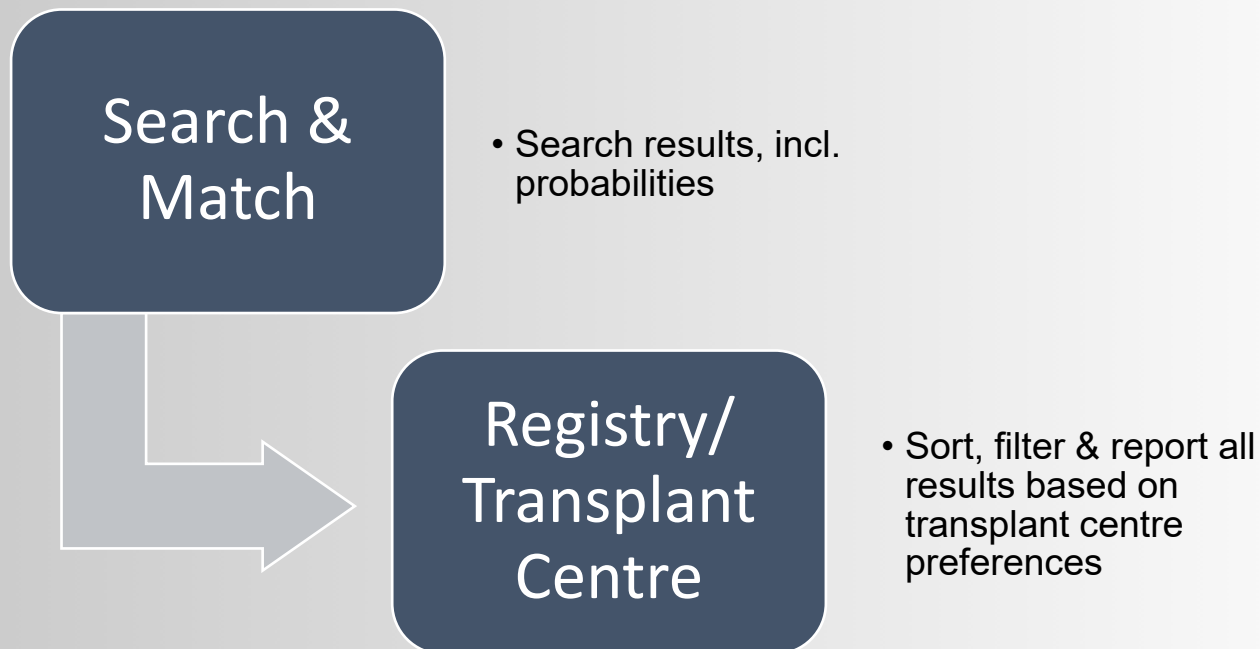 Search &
Match
• Search results, incl.
probabilities
Registry/
Transplant
Centre
• Sort, filter & report all
results based on
transplant centre
preferences